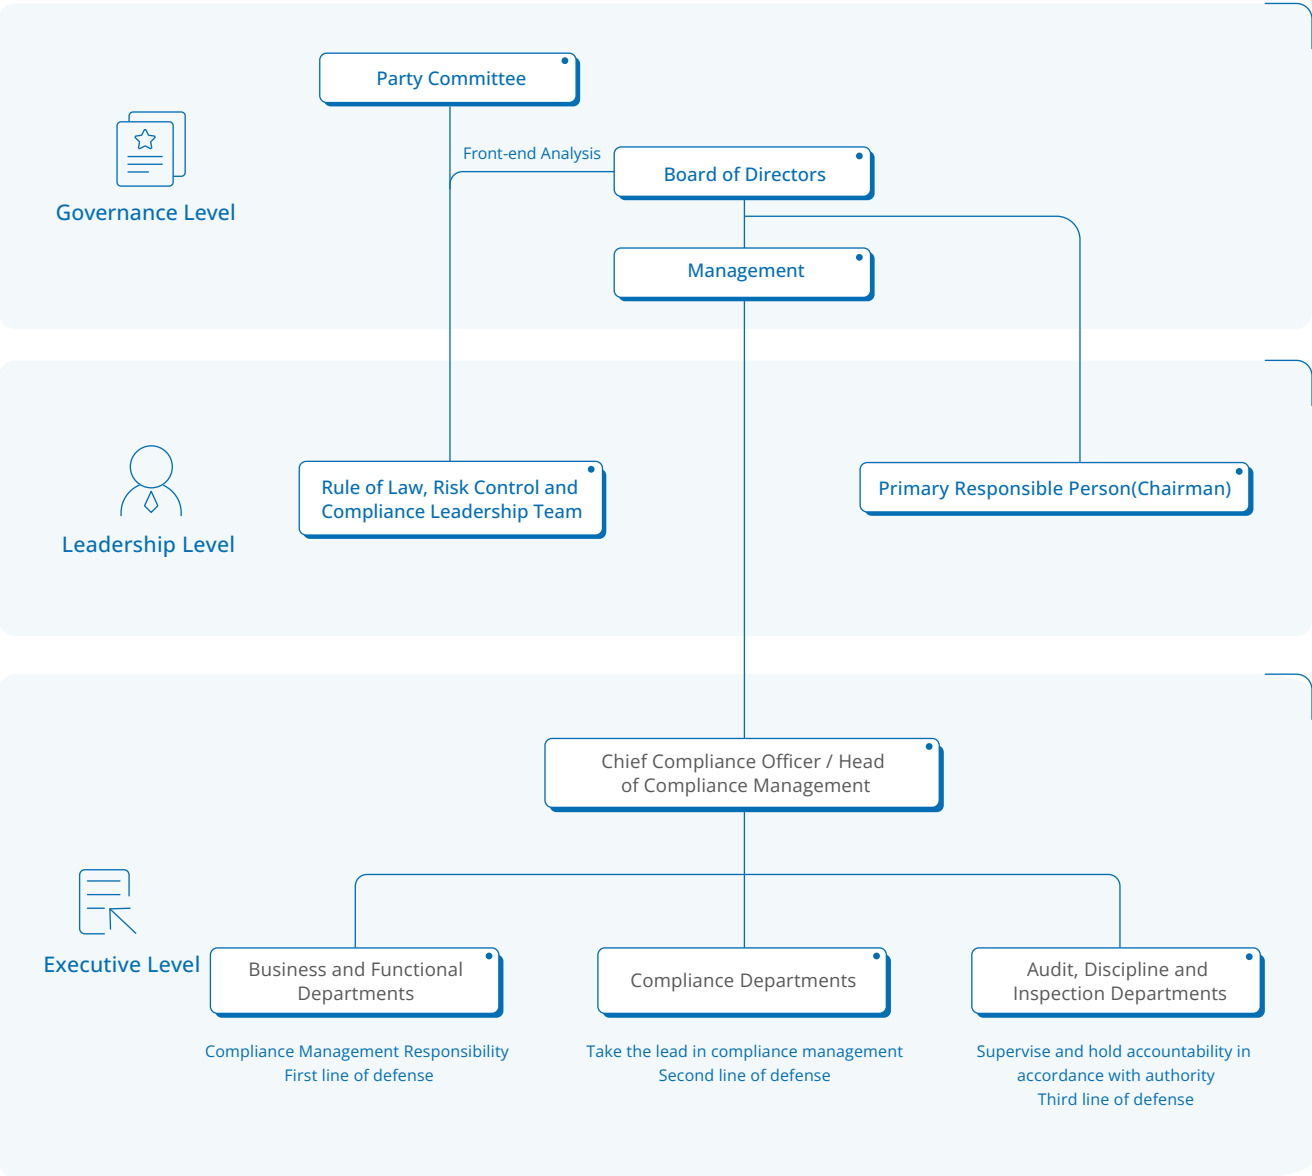 Party Committee
Front-end Analysis
Board of Directors
Governance Level
Management
Rule of Law, Risk Control and
Compliance Leadership Team
Primary Responsible Person(Chairman)
Leadership Level
Chief Compliance Officer / Head
of Compliance Management
Executive Level
Business and Functional
Departments
Compliance Departments
Audit, Discipline and
Inspection Departments
Compliance Management Responsibility
First line of defense
Take the lead in compliance management
Second line of defense
Supervise and hold accountability in
accordance with authority
Third line of defense